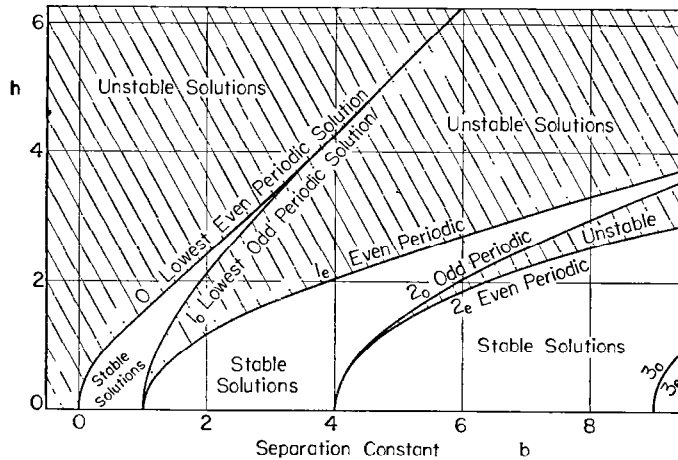 6
h
Unstable Solutions
Unstable Solutions
4
0 Lowest Even Periodic Solution
1o Lowest Odd Periodic Solution
1e Even Periodic
2o Odd Periodic
Unstable
2e Even Periodic
2
Stable Solutions
Stable
Solutions
Stable
Solutions
3o
3e
0
0 2 4 6 8
Separation Constant b